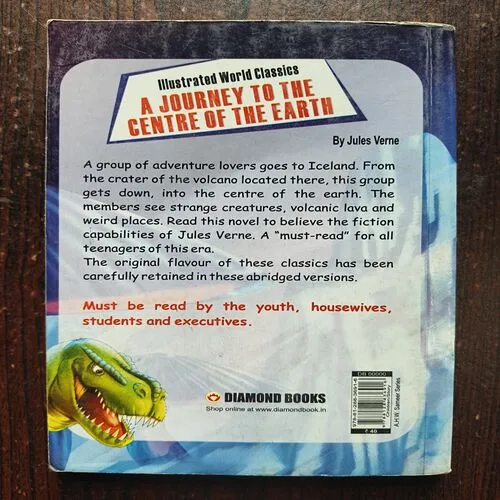 Illustrated World Classics
A JOURNEY TO THE
CENTRE OF THE EARTH
By Jules Verne
A group of adventure lovers goes to Iceland. From
the crater of the volcano located there, this group
gets down, into the centre of the earth. The
members see strange creatures, volcanic lava and
weird places. Read this novel to believe the fiction
capabilities of Jules Verne. A "must-read" for all
teenagers of this era.
The original flavour of these classics has been
carefully retained in these abridged versions.
Must be read by the youth, housewives,
students and executives.
DIAMOND BOOKS
Shop online at www.diamondbook.in
DB 00000
₹ 40
A.H.W. Sameer Series